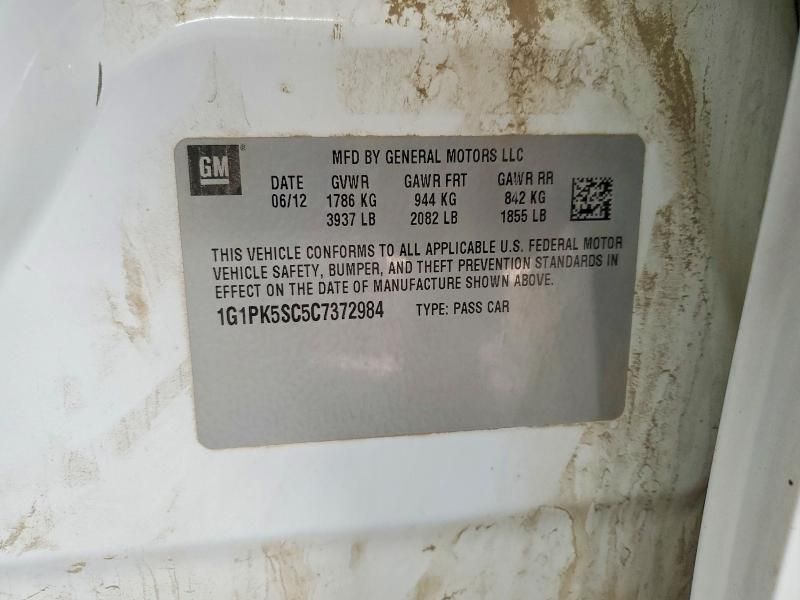 GM®
MFD BY GENERAL MOTORS LLC
DATE GVWR GAWR FRT GAWR RR
06/12 1786 KG 944 KG 842 KG
3937 LB 2082 LB 1855 LB
THIS VEHICLE CONFORMS TO ALL APPLICABLE U.S. FEDERAL MOTOR
VEHICLE SAFETY, BUMPER, AND THEFT PREVENTION STANDARDS IN
EFFECT ON THE DATE OF MANUFACTURE SHOWN ABOVE.
1G1PK5SC5C7372984 TYPE: PASS CAR